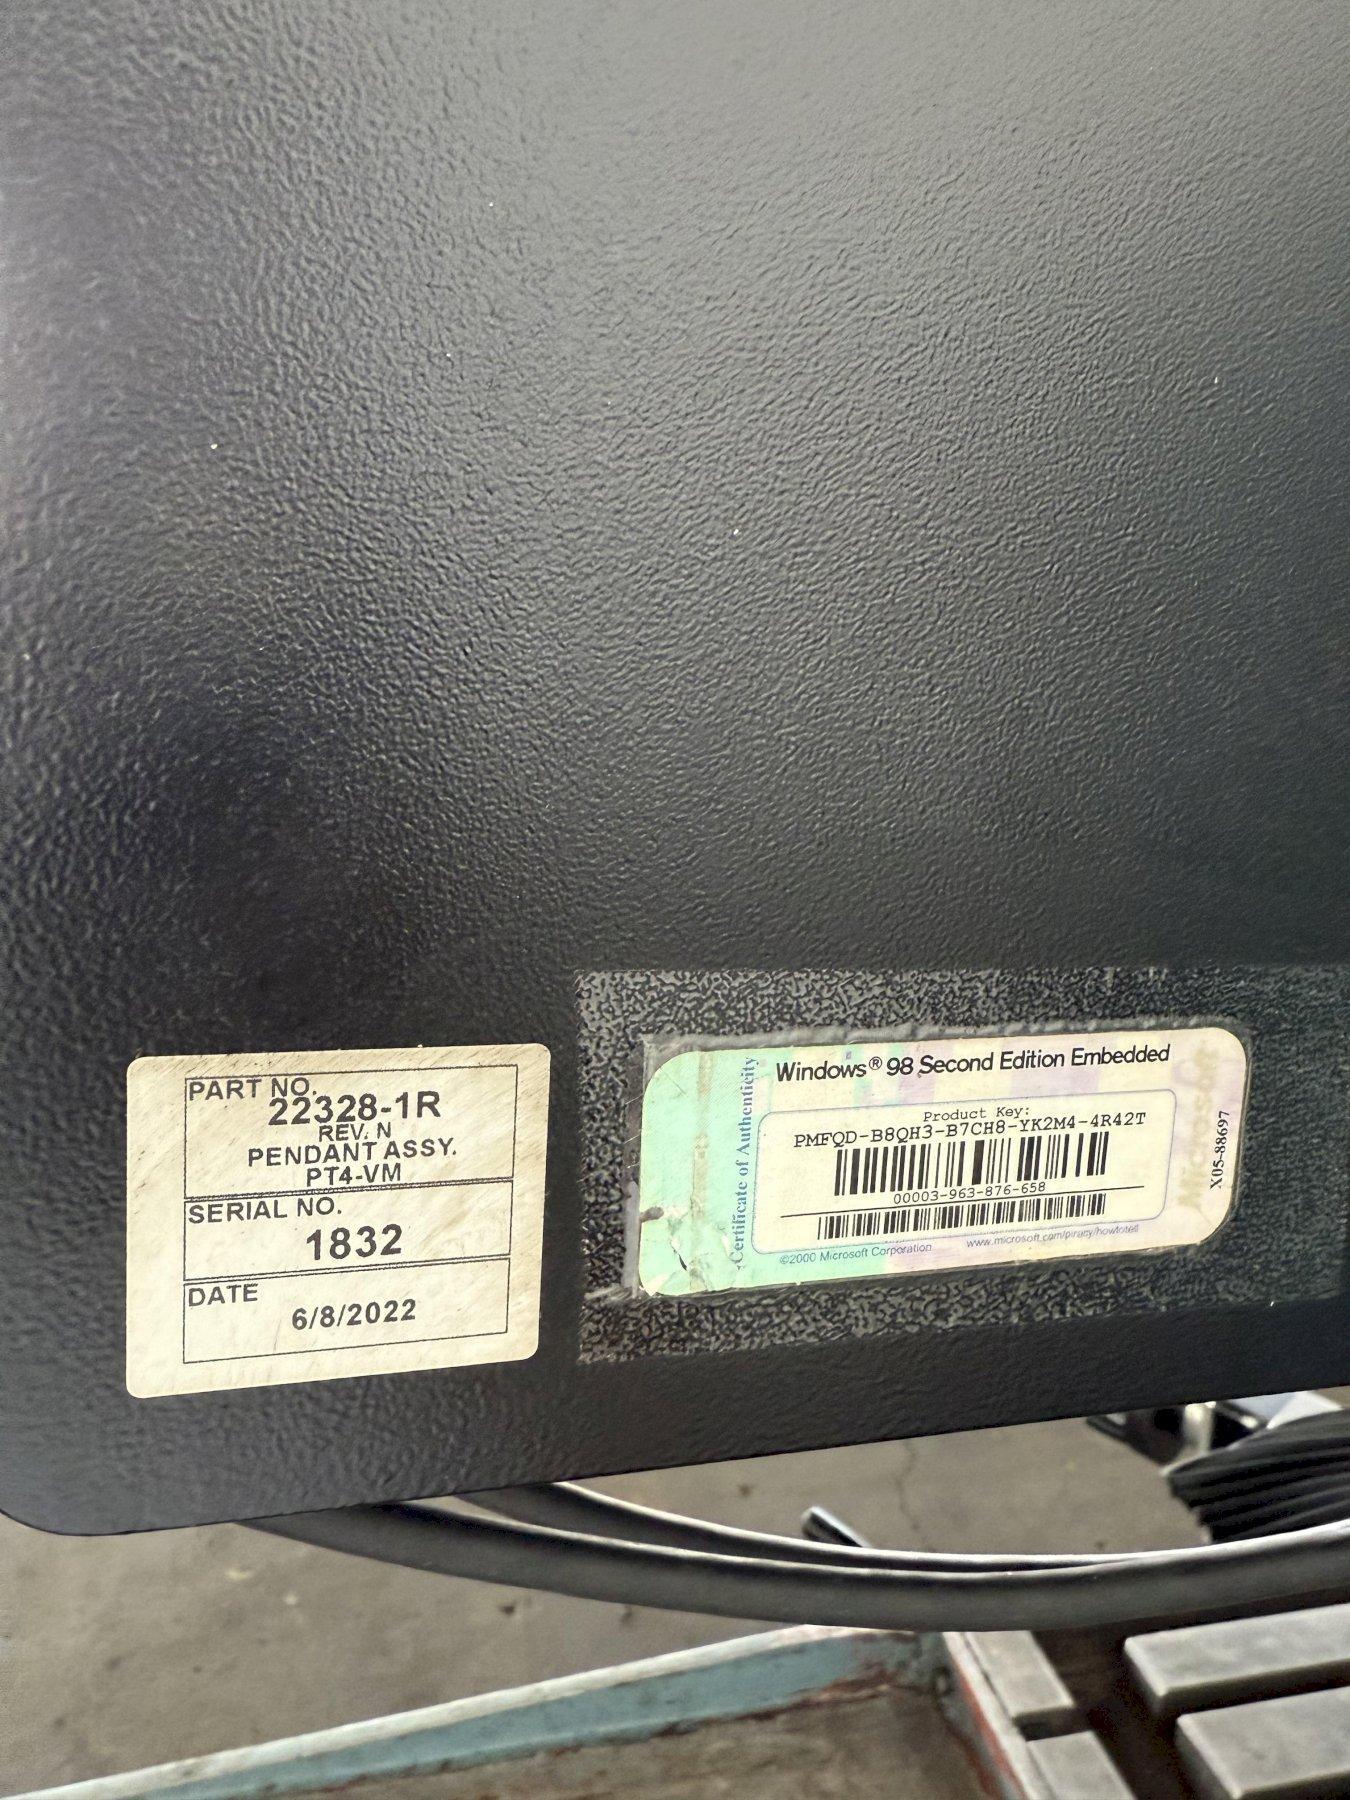 PART NO.
22328-1R
REV. N
PENDANT ASSY.
PT4-VM
SERIAL NO.
1832
DATE
6/8/2022
Certificate of Authenticity
Windows® 98 Second Edition Embedded
Product Key:
PMFQD-B8QH3-B7CH8-YK2M4-4R42T
00003-963-876-658
©2000 Microsoft Corporation
www.microsoft.com/piracy/howtotell
X05-88697